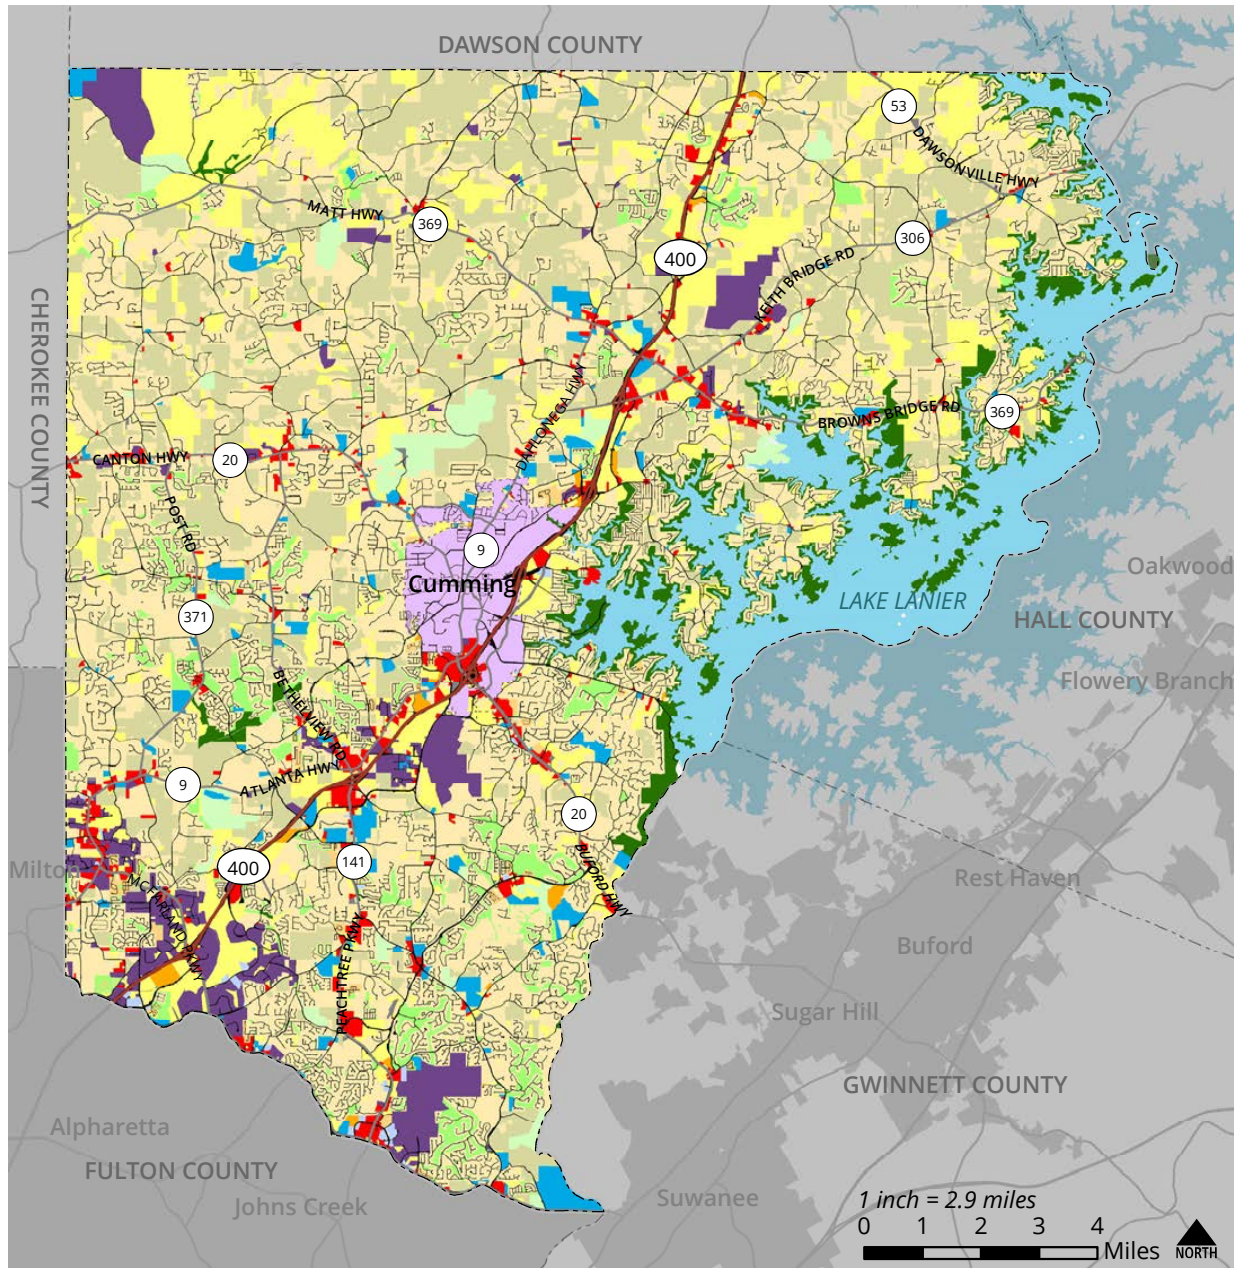 DAWSON COUNTY
53
DAWSONVILLE HWY
MATT HWY
369
306
400
KEITH BRIDGE RD
CHEROKEE COUNTY
DAHLONEGA HWY
BROWNS BRIDGE RD
369
CANTON HWY
20
POST RD
9
Cumming
Oakwood
LAKE LANIER
HALL COUNTY
371
Flowery Branch
BETHELVIEW RD
ATLANTA HWY
9
20
400
141
Milton
BUFORD HWY
MCFARLAND PKWY
Rest Haven
PEACHTREE PKWY
Buford
Sugar Hill
GWINNETT COUNTY
Alpharetta
FULTON COUNTY
Johns Creek
Suwanee
1 inch = 2.9 miles
0 1 2 3 4
Miles
NORTH